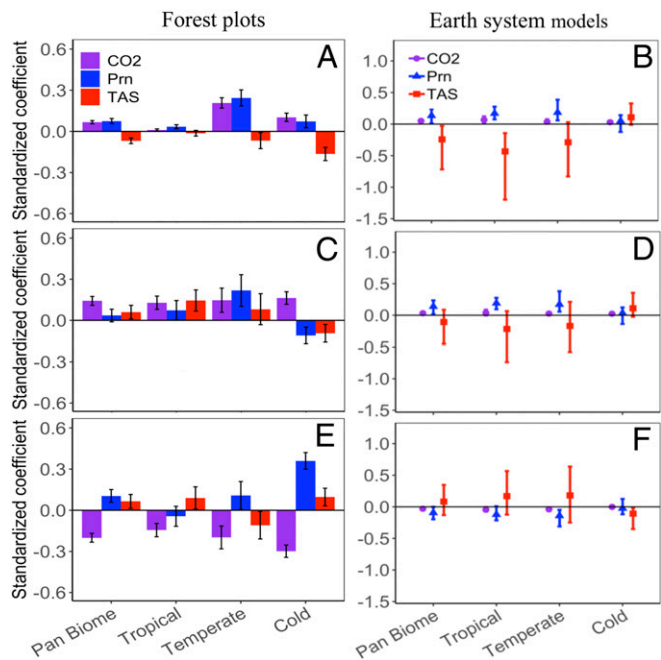 Forest plots
Earth system models
Standardized coefficient
0.6
0.3
0.0
-0.3
-0.6
CO2
Prn
TAS
A
1.0
0.5
0.0
-0.5
-1.0
-1.5
CO2
Prn
TAS
B
Standardized coefficient
0.6
0.3
0.0
-0.3
-0.6
C
1.0
0.5
0.0
-0.5
-1.0
-1.5
D
Standardized coefficient
0.6
0.3
0.0
-0.3
-0.6
E
1.0
0.5
0.0
-0.5
-1.0
-1.5
F
Pan Biome
Tropical
Temperate
Cold
Pan Biome
Tropical
Temperate
Cold